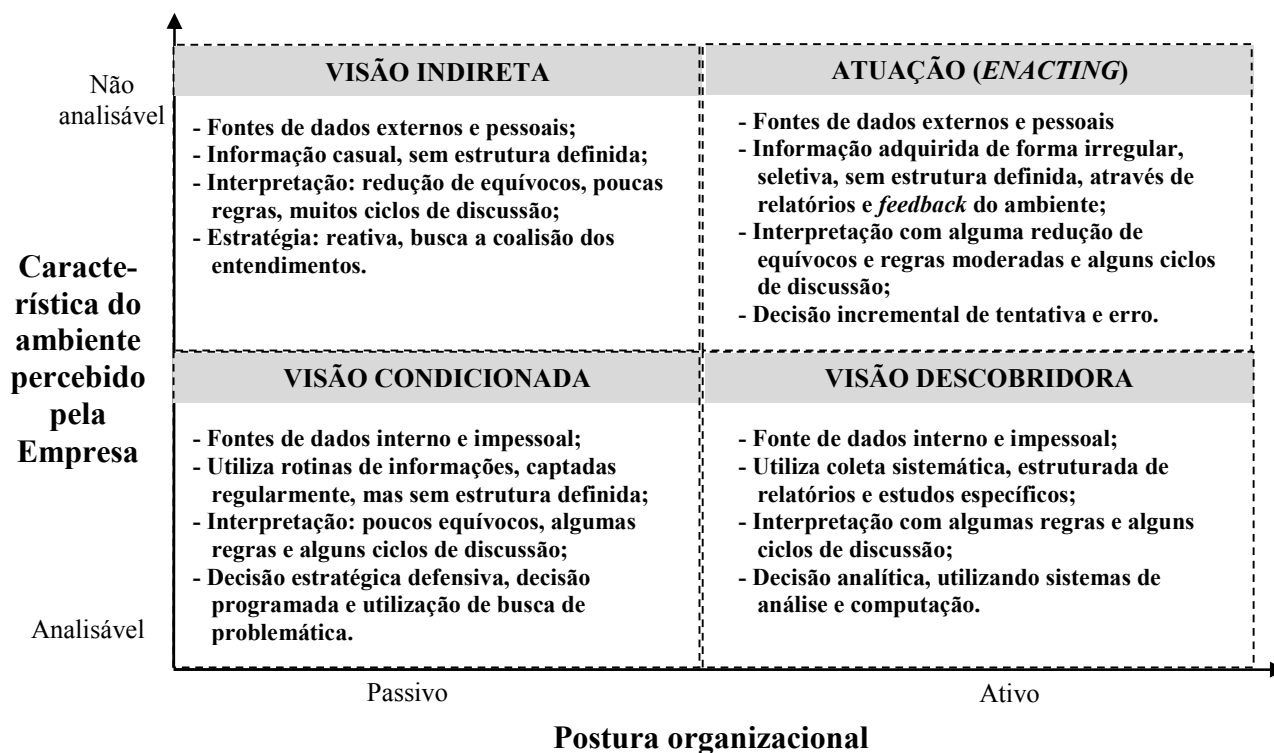 Não
analisável
Caracte-
rística do
ambiente
percebido
pela
Empresa
Analisável
VISÃO INDIRETA
- Fontes de dados externos e pessoais;
- Informação casual, sem estrutura definida;
- Interpretação: redução de equívocos, poucas
regras, muitos ciclos de discussão;
- Estratégia: reativa, busca a coalisão dos
entendimentos.
ATUAÇÃO (ENACTING)
- Fontes de dados externos e pessoais
- Informação adquirida de forma irregular,
seletiva, sem estrutura definida, através de
relatórios e feedback do ambiente;
- Interpretação com alguma redução de
equívocos e regras moderadas e alguns ciclos
de discussão;
- Decisão incremental de tentativa e erro.
VISÃO CONDICIONADA
- Fontes de dados interno e impessoal;
- Utiliza rotinas de informações, captadas
regularmente, mas sem estrutura definida;
- Interpretação: poucos equívocos, algumas
regras e alguns ciclos de discussão;
- Decisão estratégica defensiva, decisão
programada e utilização de busca de
problemática.
VISÃO DESCOBRIDORA
- Fonte de dados interno e impessoal;
- Utiliza coleta sistemática, estruturada de
relatórios e estudos específicos;
- Interpretação com algumas regras e alguns
ciclos de discussão;
- Decisão analítica, utilizando sistemas de
análise e computação.
Passivo
Ativo
Postura organizacional